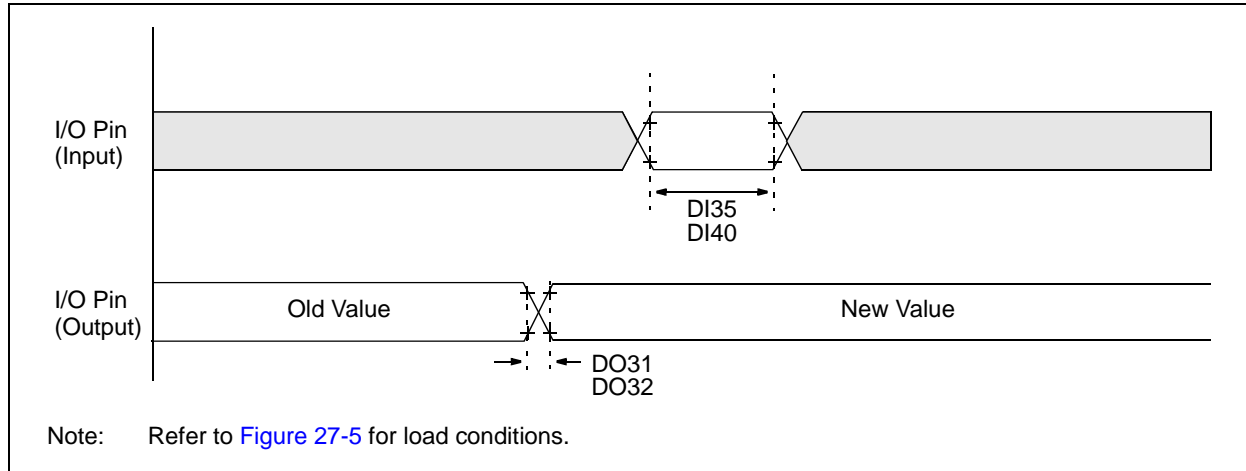 I/O Pin
(Input)
DI35
DI40
I/O Pin
(Output)
Old Value
New Value
DO31
DO32
Note: Refer to Figure 27-5 for load conditions.